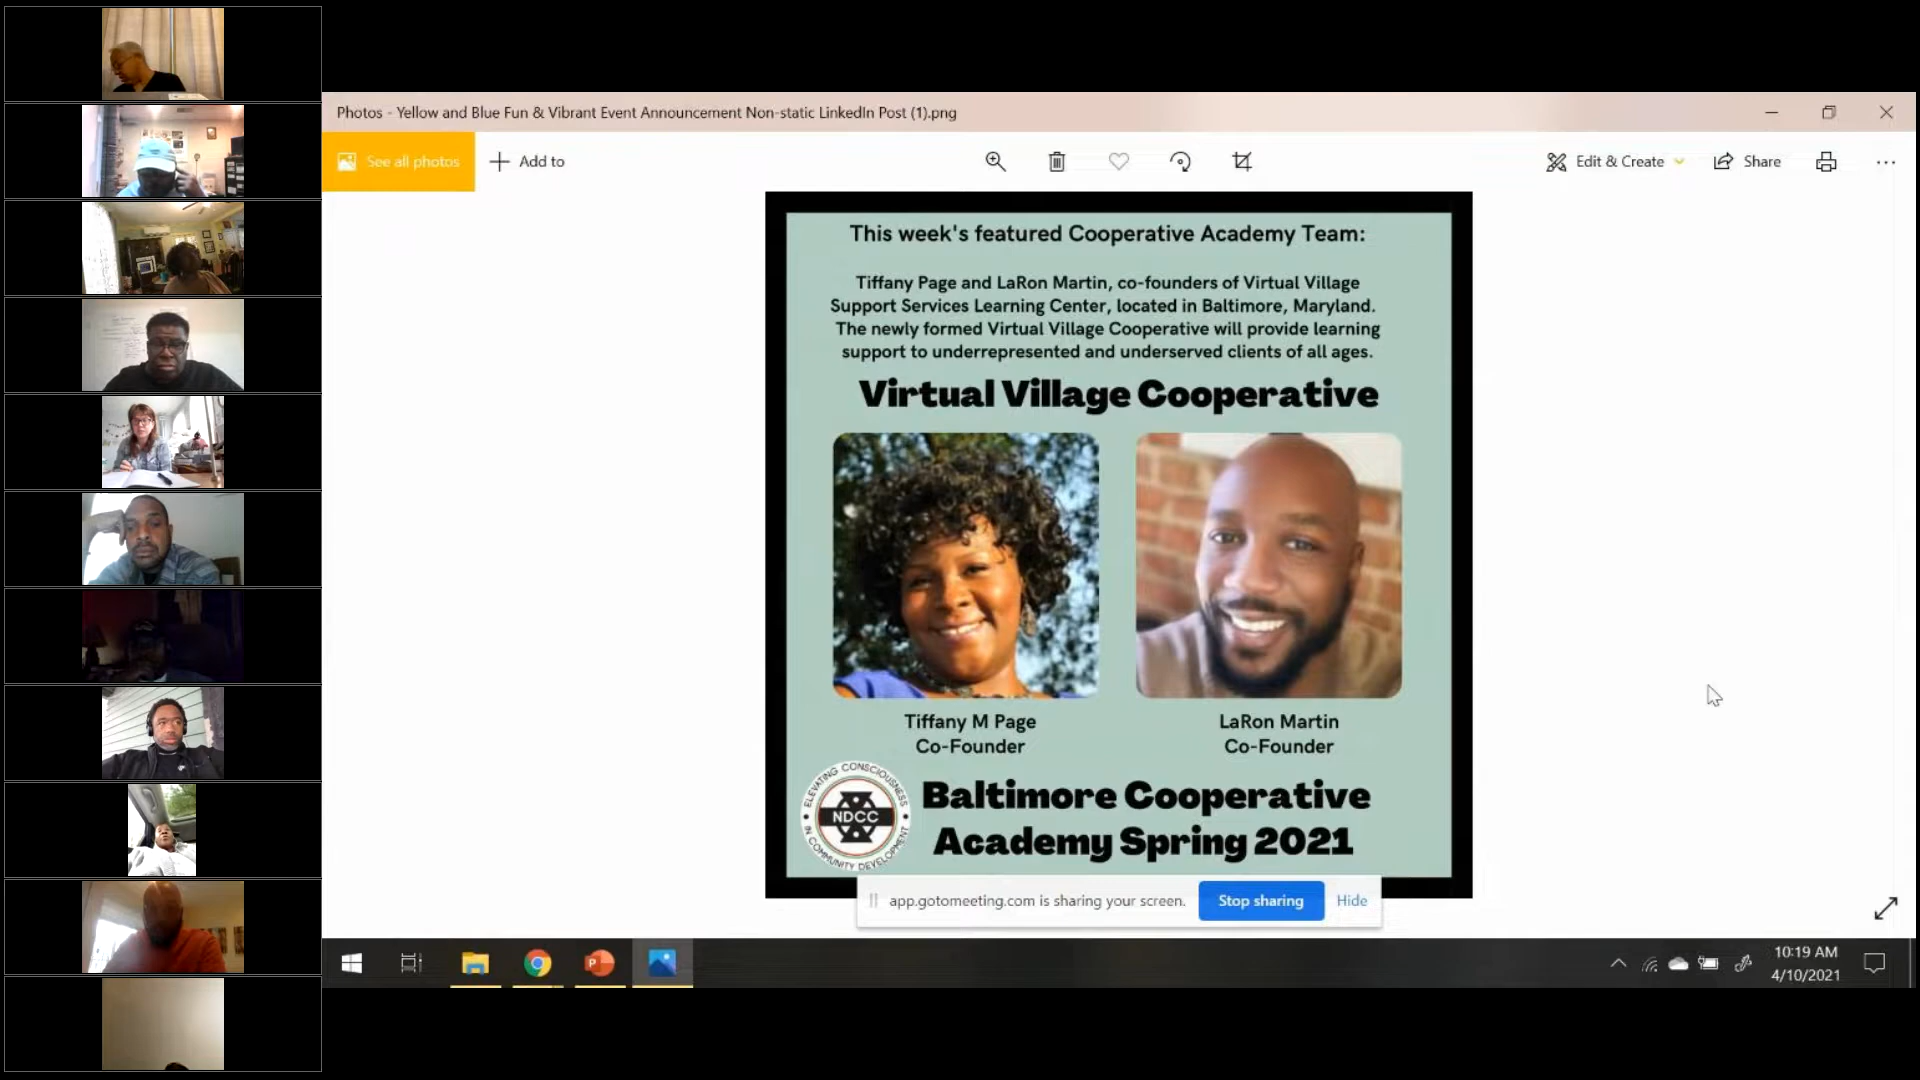 Photos - Yellow and Blue Fun & Vibrant Event Announcement Non-static LinkedIn Post (1).png
See all photos
Add to
Edit & Create
Share
This week's featured Cooperative Academy Team:
Tiffany Page and LaRon Martin, co-founders of Virtual Village
Support Services Learning Center, located in Baltimore, Maryland.
The newly formed Virtual Village Cooperative will provide learning
support to underrepresented and underserved clients of all ages.
Virtual Village Cooperative
Tiffany M Page
Co-Founder
LaRon Martin
Co-Founder
ELEVATING CONSCIOUSNESS
NDCC
IN COMMUNITY DEVELOPMENT
Baltimore Cooperative
Academy Spring 2021
app.gotomeeting.com is sharing your screen.
Stop sharing
Hide
10:19 AM
4/10/2021